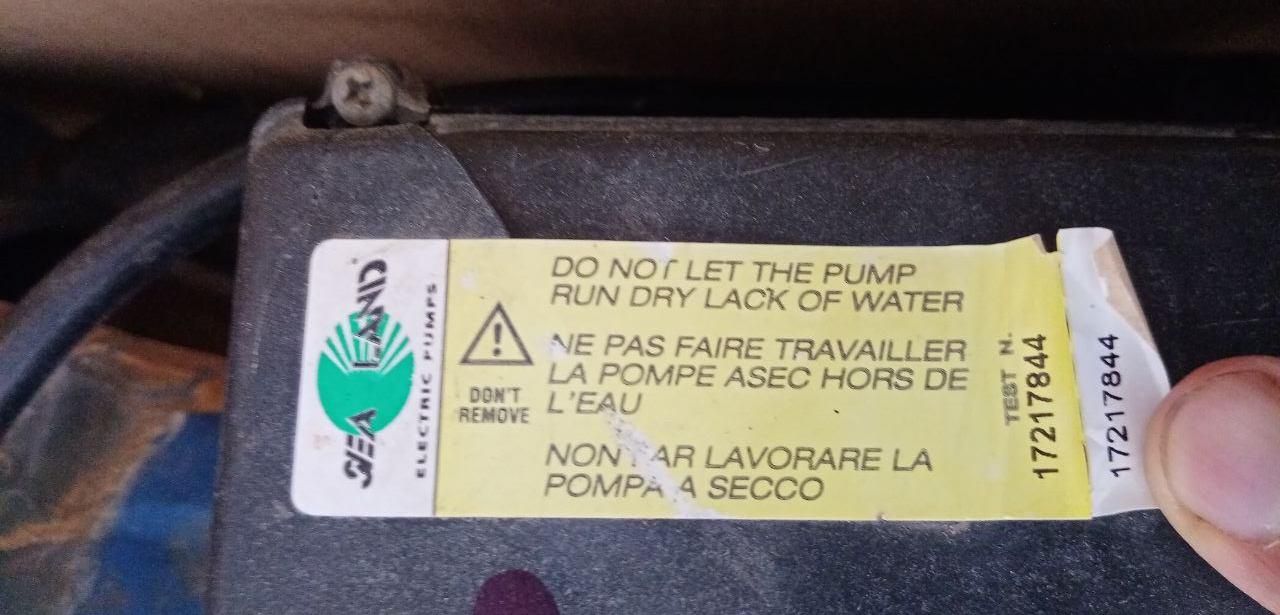 SEA LAND
ELECTRIC PUMPS
DON'T
REMOVE
DO NOT LET THE PUMP
RUN DRY LACK OF WATER
NE PAS FAIRE TRAVAILLER
LA POMPE ASEC HORS DE
L'EAU
NON FAR LAVORARE LA
POMPA A SECCO
TEST N.
17217844
17217844